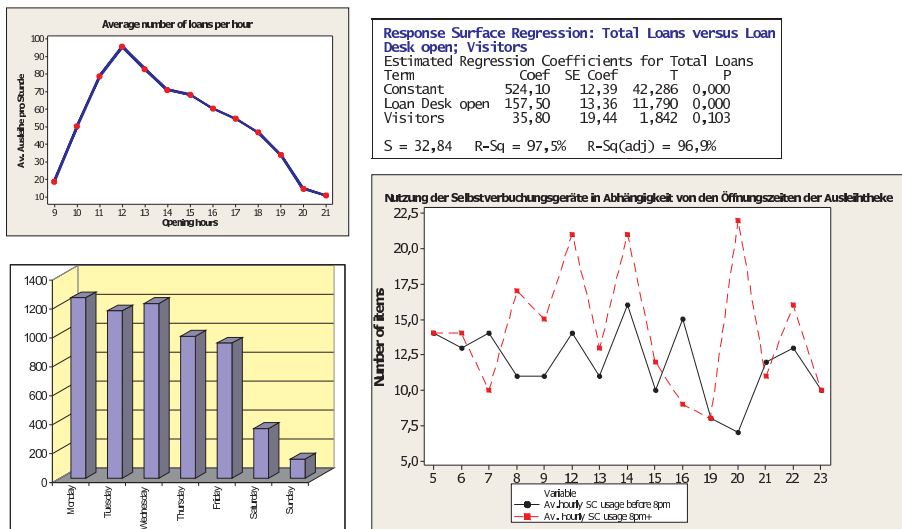 Average number of loans per hour
Av. Ausleihe pro Stunde
100
90
80
70
60
50
40
30
20
10
9 10 11 12 13 14 15 16 17 18 19 20 21
Opening hours
Response Surface Regression: Total Loans versus Loan
Desk open; Visitors
Estimated Regression Coefficients for Total Loans
Term Coef SE Coef T P
Constant 524,10 12,39 42,286 0,000
Loan Desk open 157,50 13,36 11,790 0,000
Visitors 35,80 19,44 1,842 0,103
S = 32,84 R-Sq = 97,5% R-Sq(adj) = 96,9%
1400
1200
1000
800
600
400
200
0
Monday
Tuesday
Wednesday
Thursday
Friday
Saturday
Sunday
Nutzung der Selbstverbuchungsgeräte in Abhängigkeit von den Öffnungszeiten der Ausleihtheke
Number of items
22,5
20,0
17,5
15,0
12,5
10,0
7,5
5,0
5 6 7 8 9 12 13 14 15 16 19 20 21 22 23
Variable
Av. hourly SC usage before 8pm
Av. hourly SC usage 8pm+